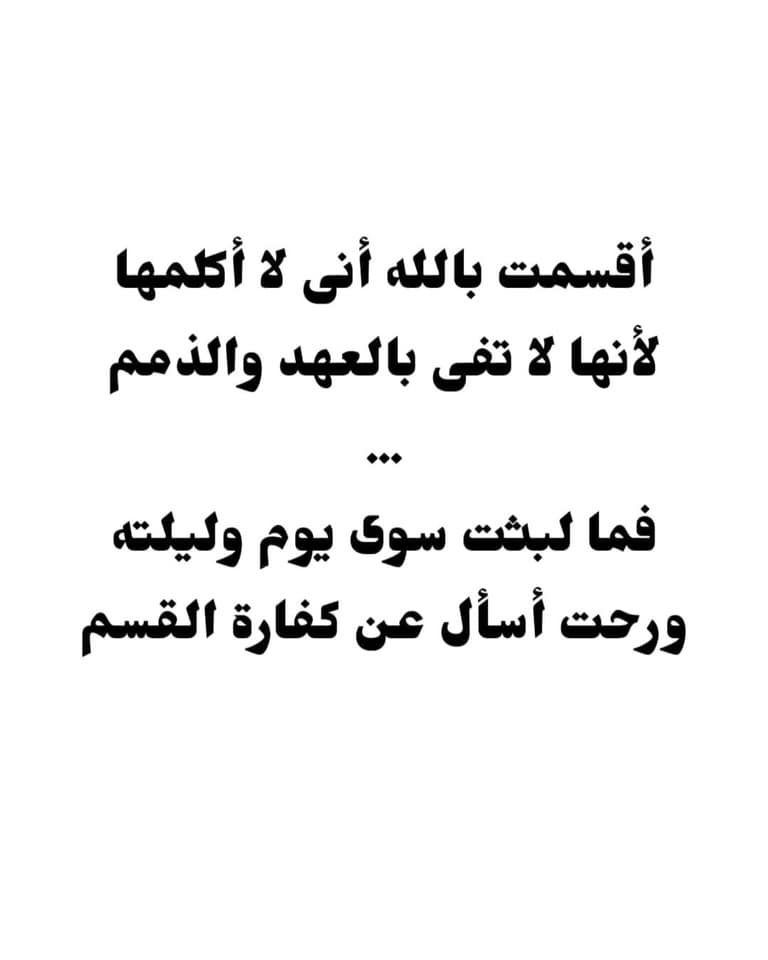 أقسمت بالله أنى لا أكلمها
لأنها لا تفى بالعهد والذمم
...
فما لبثت سوى يوم وليلته
ورحت أسأل عن كفارة القسم